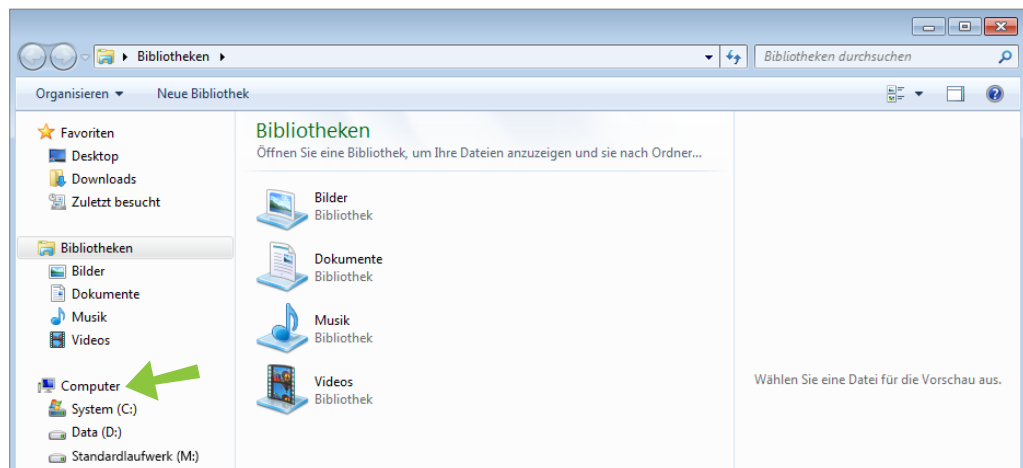 Bibliotheken
Bibliotheken durchsuchen
Organisieren
Neue Bibliothek
Favoriten
Desktop
Downloads
Zuletzt besucht
Bibliotheken
Bilder
Dokumente
Musik
Videos
Computer
System (C:)
Data (D:)
Standardlaufwerk (M:)
Bibliotheken
Öffnen Sie eine Bibliothek, um Ihre Dateien anzuzeigen und sie nach Ordner...
Bilder
Bibliothek
Dokumente
Bibliothek
Musik
Bibliothek
Videos
Bibliothek
Wählen Sie eine Datei für die Vorschau aus.